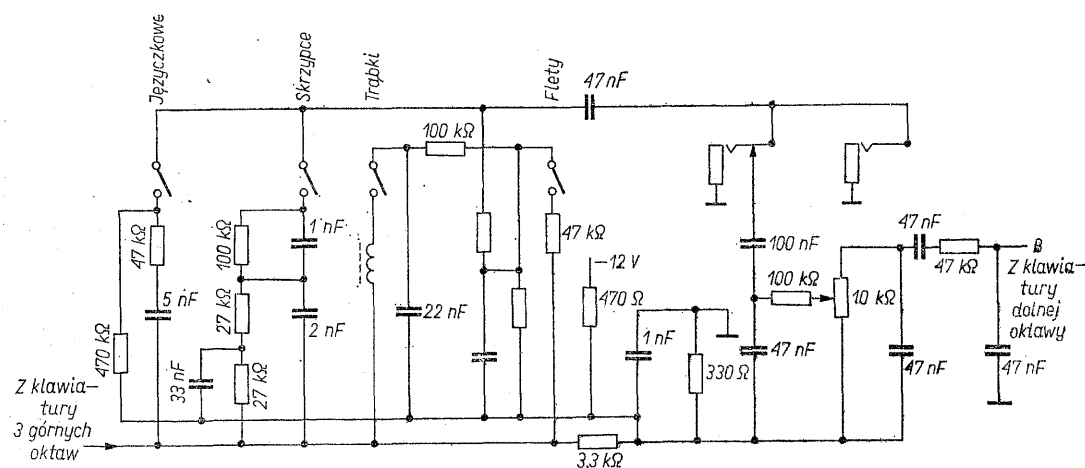 Języczkowe
Skrzypce
Trąbki
Flety
47 nF
100 kΩ
47 kΩ
5 nF
470 kΩ
100 kΩ
1 nF
27 kΩ
2 nF
33 nF
27 kΩ
22 nF
47 kΩ
−12 V
470 Ω
1 nF
330 Ω
3,3 kΩ
100 nF
100 kΩ
10 kΩ
47 nF
47 nF
47 kΩ
47 nF
47 nF
B
Z klawia-
tury
dolnej
oktawy
Z klawia-
tury
3 górnych
oktaw